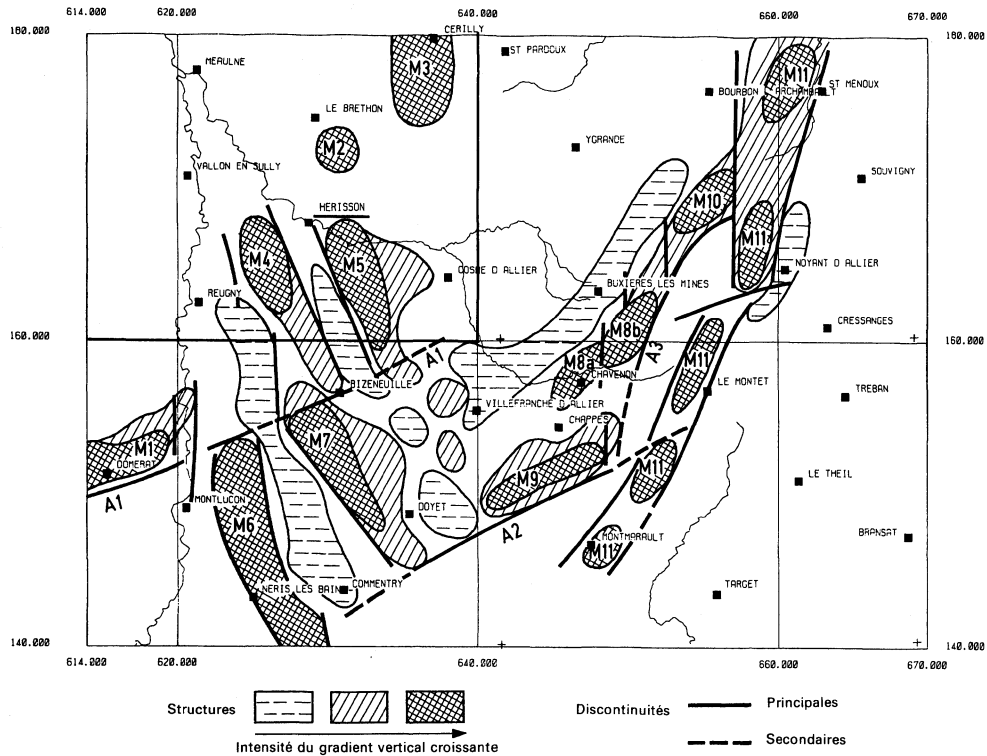 614.000 620.000 640.000 660.000 670.000
180.000 180.000
CERILLY
MEAULNE
M3
ST PARDOUX
M11
BOURBON ARCHAMBAULT
ST MENOUX
LE BRETHON
M2
YGRANDE
VALLON EN SULLY
SOUVIGNY
HERISSON
M10
M4
M5
M11
COSNE D ALLIER
NOYANT D ALLIER
REUGNY
BUXIERES LES MINES
CRESSANGES
160.000 160.000
M8b
A1
A3
M8a
M11
CHAVENON
BIZENEUILLE
LE MONTET
TREBAN
VILLEFRANCHE D ALLIER
CHAPPES
M7
M1
DOMERAT
M9
M11
LE THEIL
A1
MONTLUCON
DOYET
M6
A2
MONTMARAULT
M11
BRANSAT
NERIS LES BAINS
COMMENTRY
TARGET
140.000 140.000
614.000 620.000 640.000 660.000 670.000
Structures
Discontinuités
Principales
Intensité du gradient vertical croissante
Secondaires